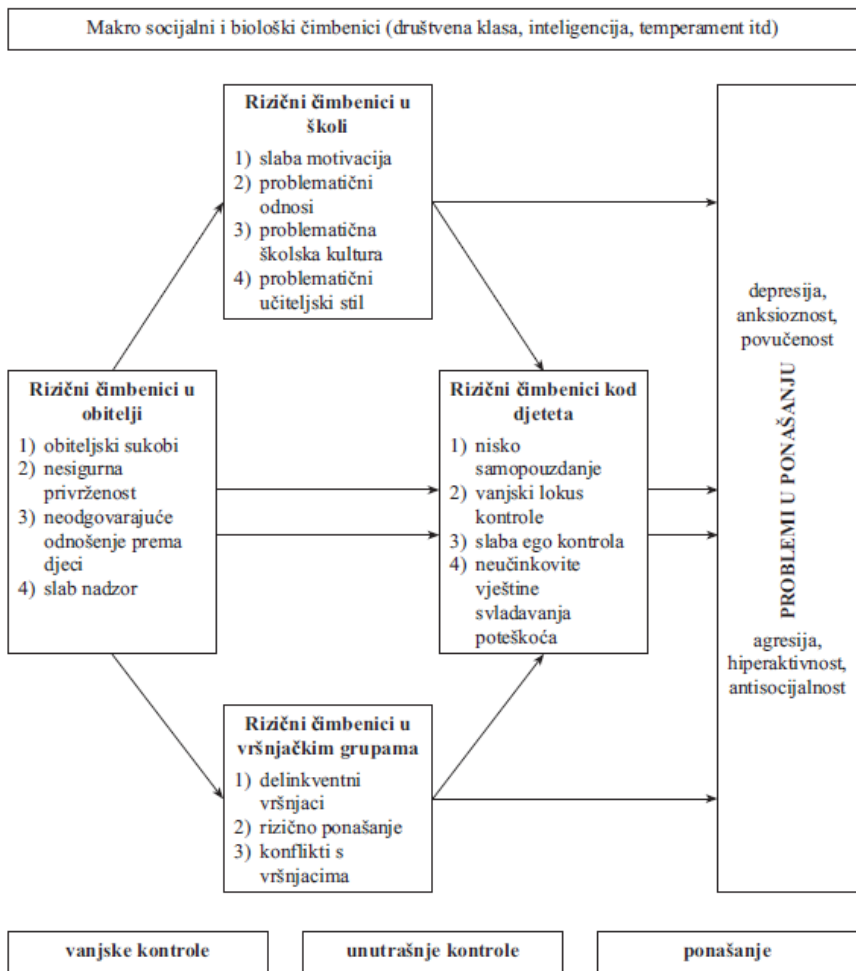 Makro socijalni i biološki čimbenici (društvena klasa, inteligencija, temperament itd)
Rizični čimbenici u
školi
1) slaba motivacija
2) problematični
odnosi
3) problematična
školska kultura
4) problematični
učiteljski stil
Rizični čimbenici u
obitelji
1) obiteljski sukobi
2) nesigurna
privrženost
3) neodgovarajuće
odnošenje prema
djeci
4) slab nadzor
Rizični čimbenici kod
djeteta
1) nisko
samopouzdanje
2) vanjski lokus
kontrole
3) slaba ego kontrola
4) neučinkovite
vještine
svladavanja
poteškoća
Rizični čimbenici u
vršnjačkim grupama
1) delinkventni
vršnjaci
2) rizično ponašanje
3) konflikti s
vršnjacima
depresija,
anksioznost,
povučenost
PROBLEMI U PONAŠANJU
agresija,
hiperaktivnost,
antisocijalnost
vanjske kontrole
unutrašnje kontrole
ponašanje